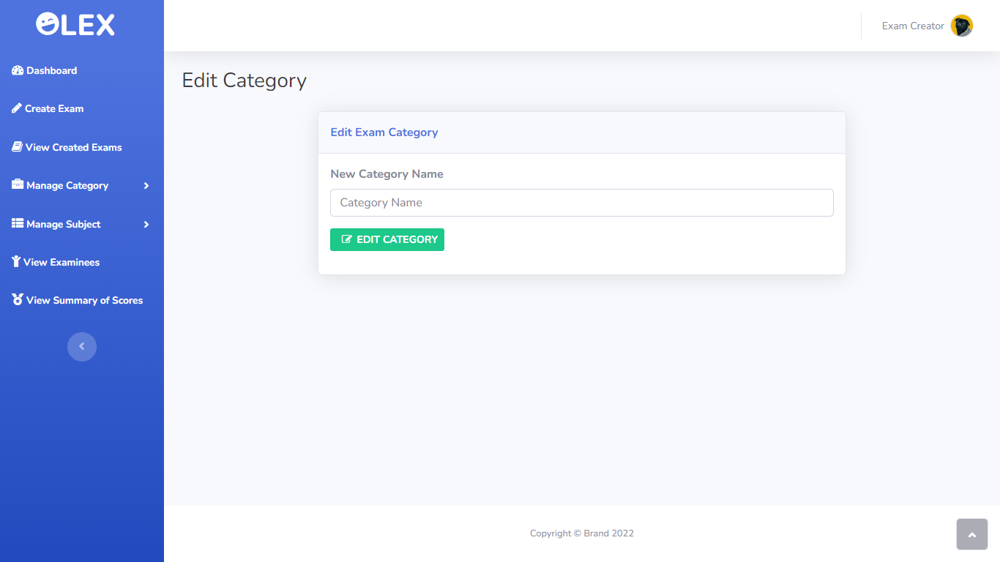 OLEX
Exam Creator
Dashboard
Create Exam
View Created Exams
Manage Category
Manage Subject
View Examinees
View Summary of Scores
Edit Category
Edit Exam Category
New Category Name
Category Name
EDIT CATEGORY
Copyright © Brand 2022